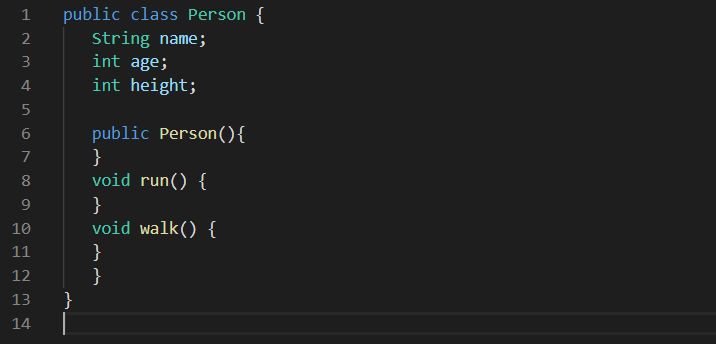 1 public class Person {
2 String name;
3 int age;
4 int height;
5
6 public Person(){
7 }
8 void run() {
9 }
10 void walk() {
11 }
12 }
13 }
14